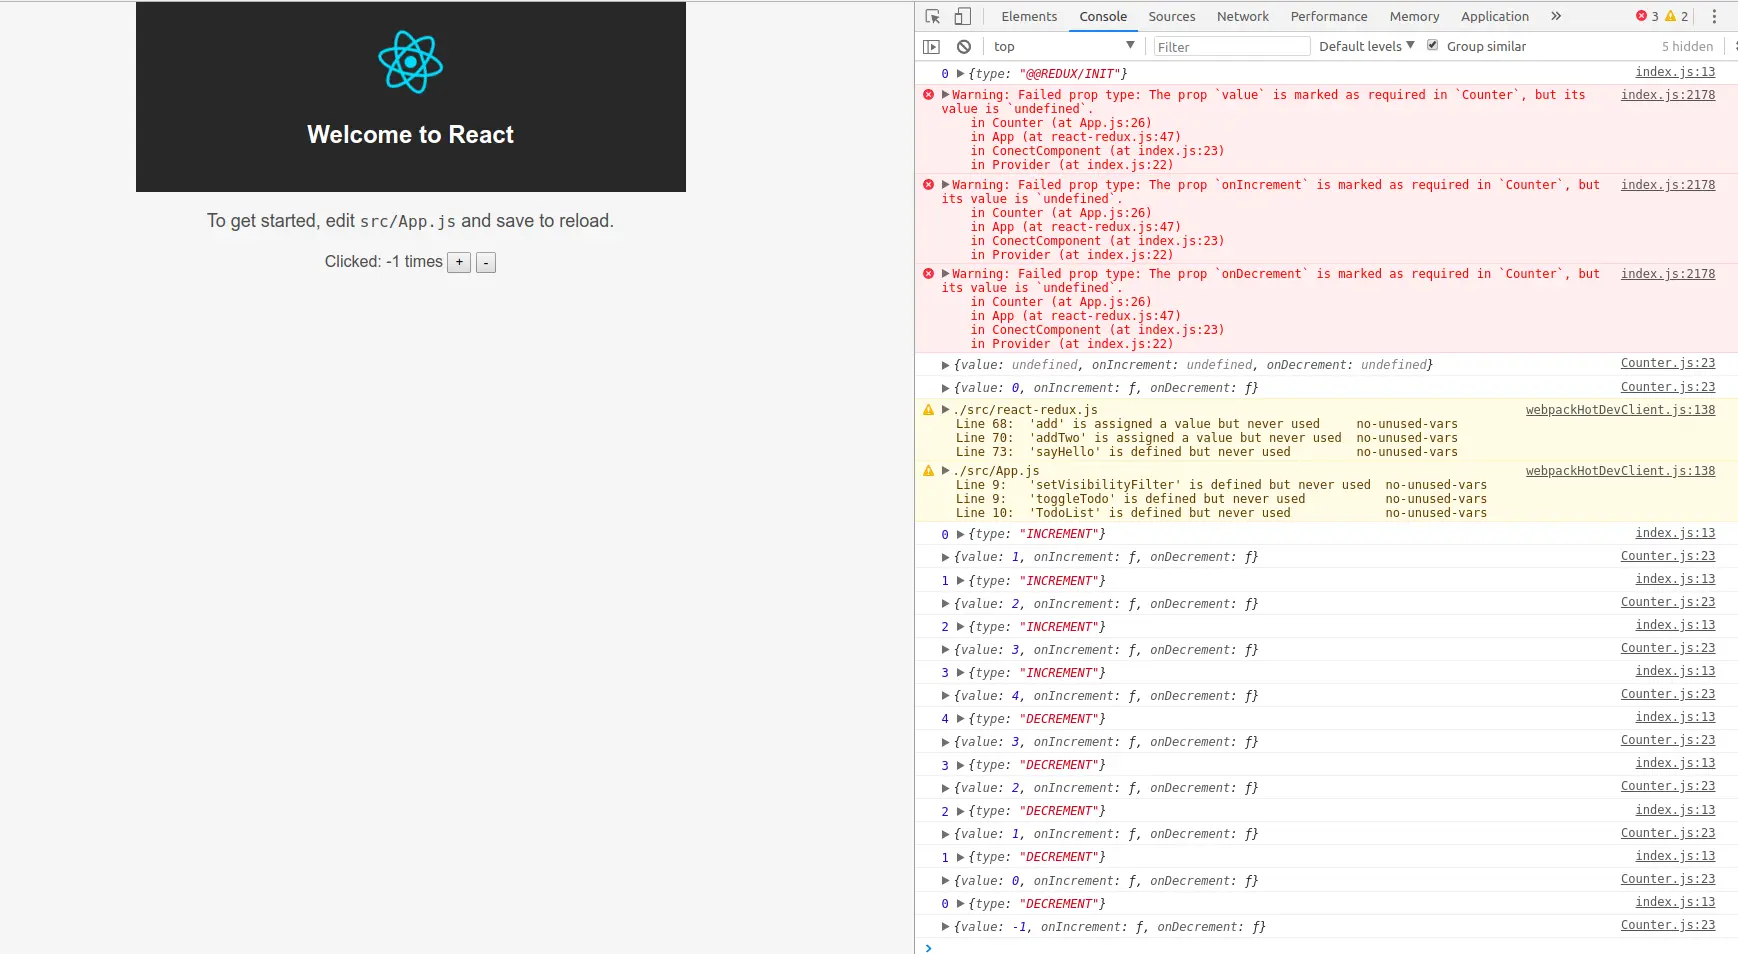 Welcome to React
To get started, edit src/App.js and save to reload.
Clicked: -1 times + -
Elements Console Sources Network Performance Memory Application » 3 2
top Filter Default levels Group similar 5 hidden
0 ▶{type: "@@REDUX/INIT"} index.js:13
▶Warning: Failed prop type: The prop `value` is marked as required in `Counter`, but its index.js:2178
value is `undefined`.
in Counter (at App.js:26)
in App (at react-redux.js:47)
in ConectComponent (at index.js:23)
in Provider (at index.js:22)
▶Warning: Failed prop type: The prop `onIncrement` is marked as required in `Counter`, but index.js:2178
its value is `undefined`.
in Counter (at App.js:26)
in App (at react-redux.js:47)
in ConectComponent (at index.js:23)
in Provider (at index.js:22)
▶Warning: Failed prop type: The prop `onDecrement` is marked as required in `Counter`, but index.js:2178
its value is `undefined`.
in Counter (at App.js:26)
in App (at react-redux.js:47)
in ConectComponent (at index.js:23)
in Provider (at index.js:22)
▶{value: undefined, onIncrement: undefined, onDecrement: undefined} Counter.js:23
▶{value: 0, onIncrement: ƒ, onDecrement: ƒ} Counter.js:23
▶./src/react-redux.js webpackHotDevClient.js:138
Line 68: 'add' is assigned a value but never used no-unused-vars
Line 70: 'addTwo' is assigned a value but never used no-unused-vars
Line 73: 'sayHello' is defined but never used no-unused-vars
▶./src/App.js webpackHotDevClient.js:138
Line 9: 'setVisibilityFilter' is defined but never used no-unused-vars
Line 9: 'toggleTodo' is defined but never used no-unused-vars
Line 10: 'TodoList' is defined but never used no-unused-vars
0 ▶{type: "INCREMENT"} index.js:13
▶{value: 1, onIncrement: ƒ, onDecrement: ƒ} Counter.js:23
1 ▶{type: "INCREMENT"} index.js:13
▶{value: 2, onIncrement: ƒ, onDecrement: ƒ} Counter.js:23
2 ▶{type: "INCREMENT"} index.js:13
▶{value: 3, onIncrement: ƒ, onDecrement: ƒ} Counter.js:23
3 ▶{type: "INCREMENT"} index.js:13
▶{value: 4, onIncrement: ƒ, onDecrement: ƒ} Counter.js:23
4 ▶{type: "DECREMENT"} index.js:13
▶{value: 3, onIncrement: ƒ, onDecrement: ƒ} Counter.js:23
3 ▶{type: "DECREMENT"} index.js:13
▶{value: 2, onIncrement: ƒ, onDecrement: ƒ} Counter.js:23
2 ▶{type: "DECREMENT"} index.js:13
▶{value: 1, onIncrement: ƒ, onDecrement: ƒ} Counter.js:23
1 ▶{type: "DECREMENT"} index.js:13
▶{value: 0, onIncrement: ƒ, onDecrement: ƒ} Counter.js:23
0 ▶{type: "DECREMENT"} index.js:13
▶{value: -1, onIncrement: ƒ, onDecrement: ƒ} Counter.js:23